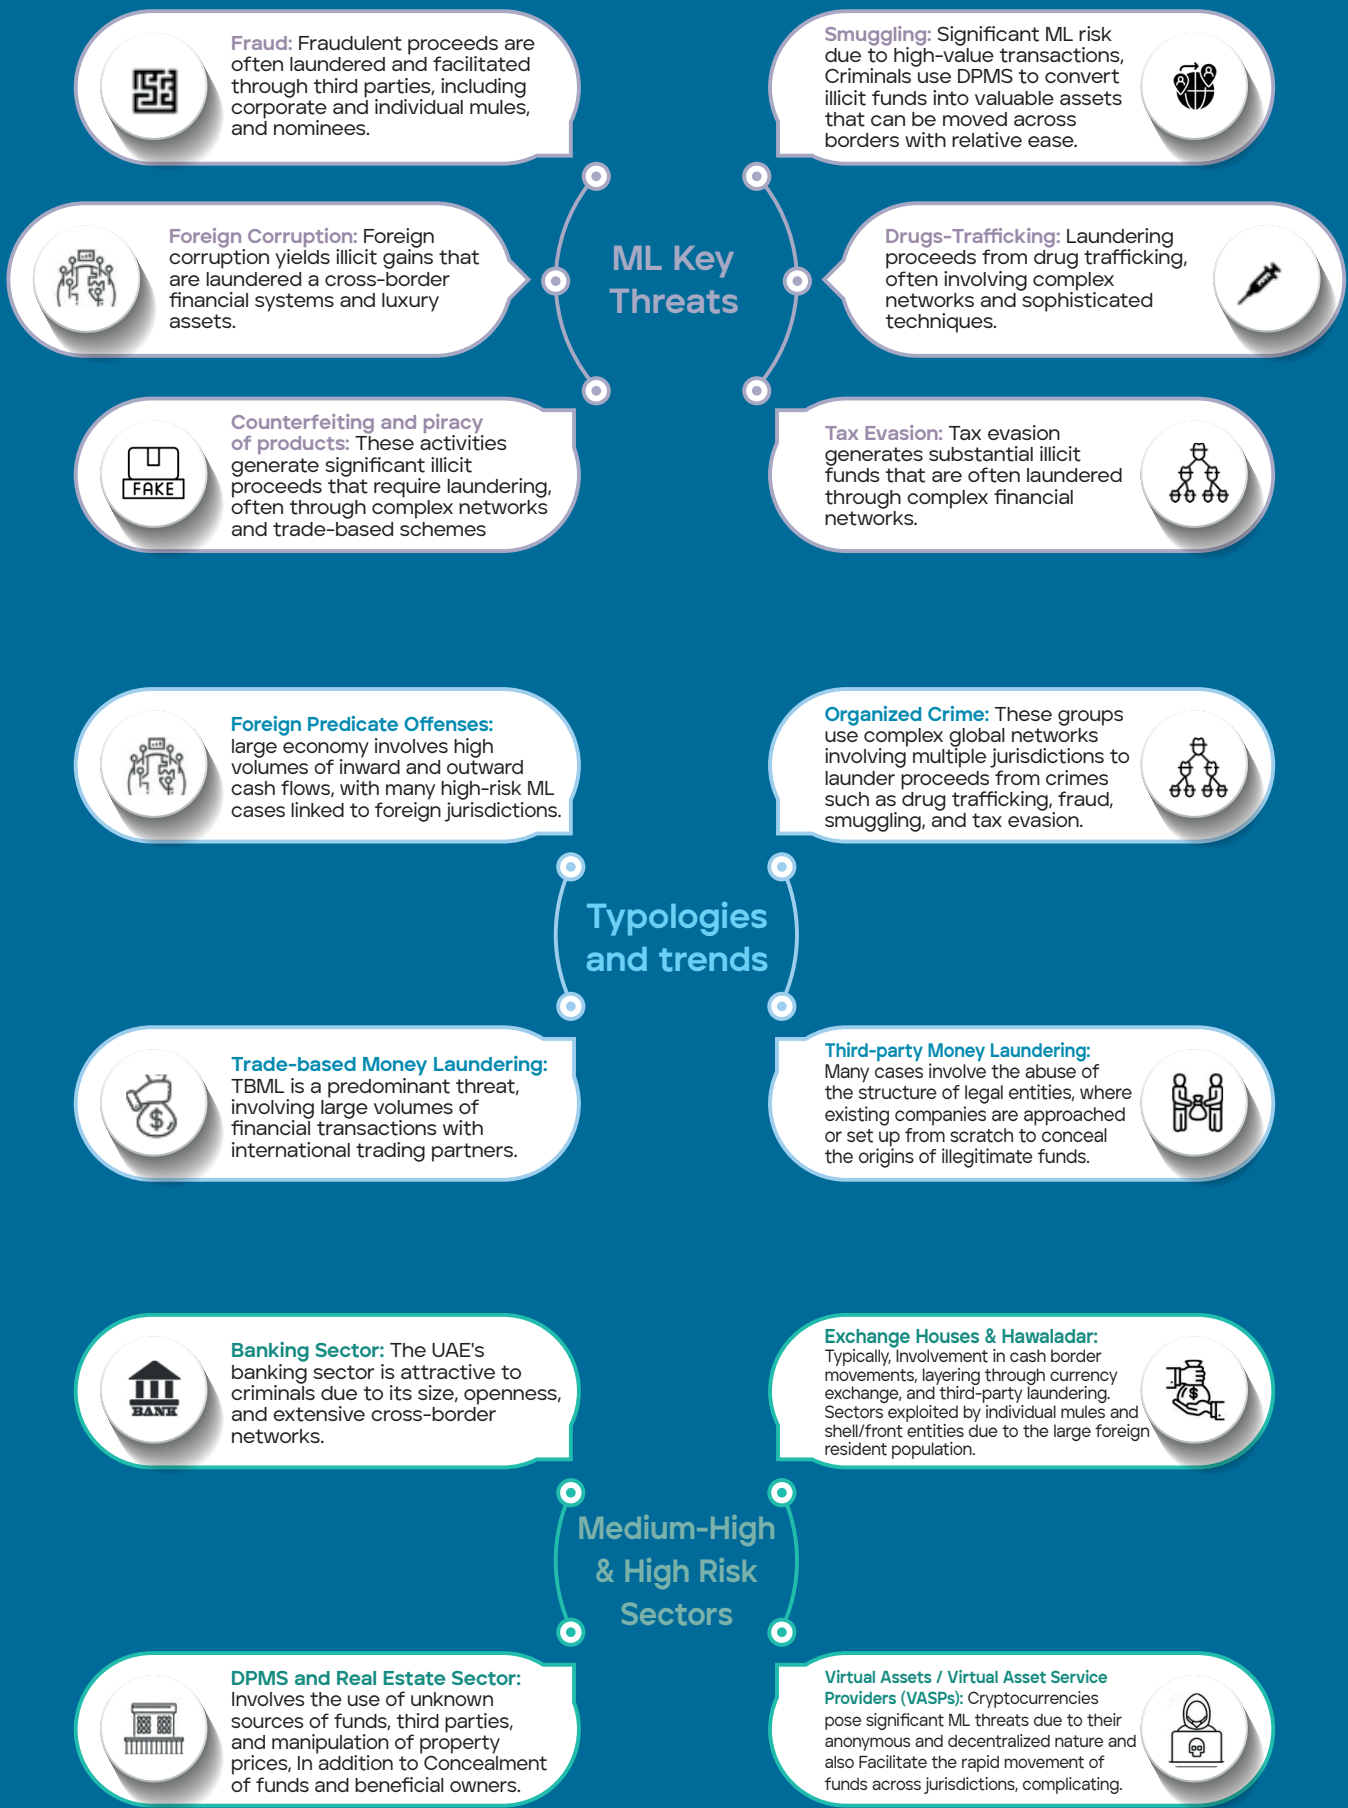 Fraud: Fraudulent proceeds are
often laundered and facilitated
through third parties, including
corporate and individual mules,
and nominees.
Smuggling: Significant ML risk
due to high-value transactions,
Criminals use DPMS to convert
illicit funds into valuable assets
that can be moved across
borders with relative ease.
Foreign Corruption: Foreign
corruption yields illicit gains that
are laundered a cross-border
financial systems and luxury
assets.
ML Key
Threats
Drugs-Trafficking: Laundering
proceeds from drug trafficking,
often involving complex
networks and sophisticated
techniques.
FAKE
Counterfeiting and piracy
of products: These activities
generate significant illicit
proceeds that require laundering,
often through complex networks
and trade-based schemes
Tax Evasion: Tax evasion
generates substantial illicit
funds that are often laundered
through complex financial
networks.
Foreign Predicate Offenses:
large economy involves high
volumes of inward and outward
cash flows, with many high-risk ML
cases linked to foreign jurisdictions.
Organized Crime: These groups
use complex global networks
involving multiple jurisdictions to
launder proceeds from crimes
such as drug trafficking, fraud,
smuggling, and tax evasion.
Typologies
and trends
Trade-based Money Laundering:
TBML is a predominant threat,
involving large volumes of
financial transactions with
international trading partners.
Third-party Money Laundering:
Many cases involve the abuse of
the structure of legal entities, where
existing companies are approached
or set up from scratch to conceal
the origins of illegitimate funds.
BANK
Banking Sector: The UAE's
banking sector is attractive to
criminals due to its size, openness,
and extensive cross-border
networks.
Exchange Houses & Hawaladar:
Typically, Involvement in cash border
movements, layering through currency
exchange, and third-party laundering.
Sectors exploited by individual mules and
shell/front entities due to the large foreign
resident population.
Medium-High
& High Risk
Sectors
DPMS and Real Estate Sector:
Involves the use of unknown
sources of funds, third parties,
and manipulation of property
prices, In addition to Concealment
of funds and beneficial owners.
Virtual Assets / Virtual Asset Service
Providers (VASPs): Cryptocurrencies
pose significant ML threats due to their
anonymous and decentralized nature and
also Facilitate the rapid movement of
funds across jurisdictions, complicating.